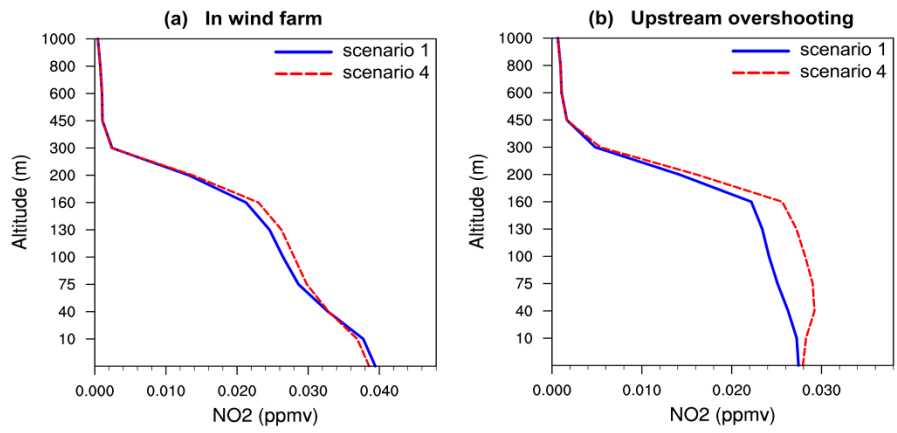 (a) In wind farm
scenario 1
scenario 4
1000
800
600
450
300
200
160
130
100
75
40
10
Altitude (m)
0.000 0.010 0.020 0.030 0.040
NO2 (ppmv)
(b) Upstream overshooting
scenario 1
scenario 4
1000
800
600
450
300
200
160
130
100
75
40
10
Altitude (m)
0.000 0.010 0.020 0.030
NO2 (ppmv)